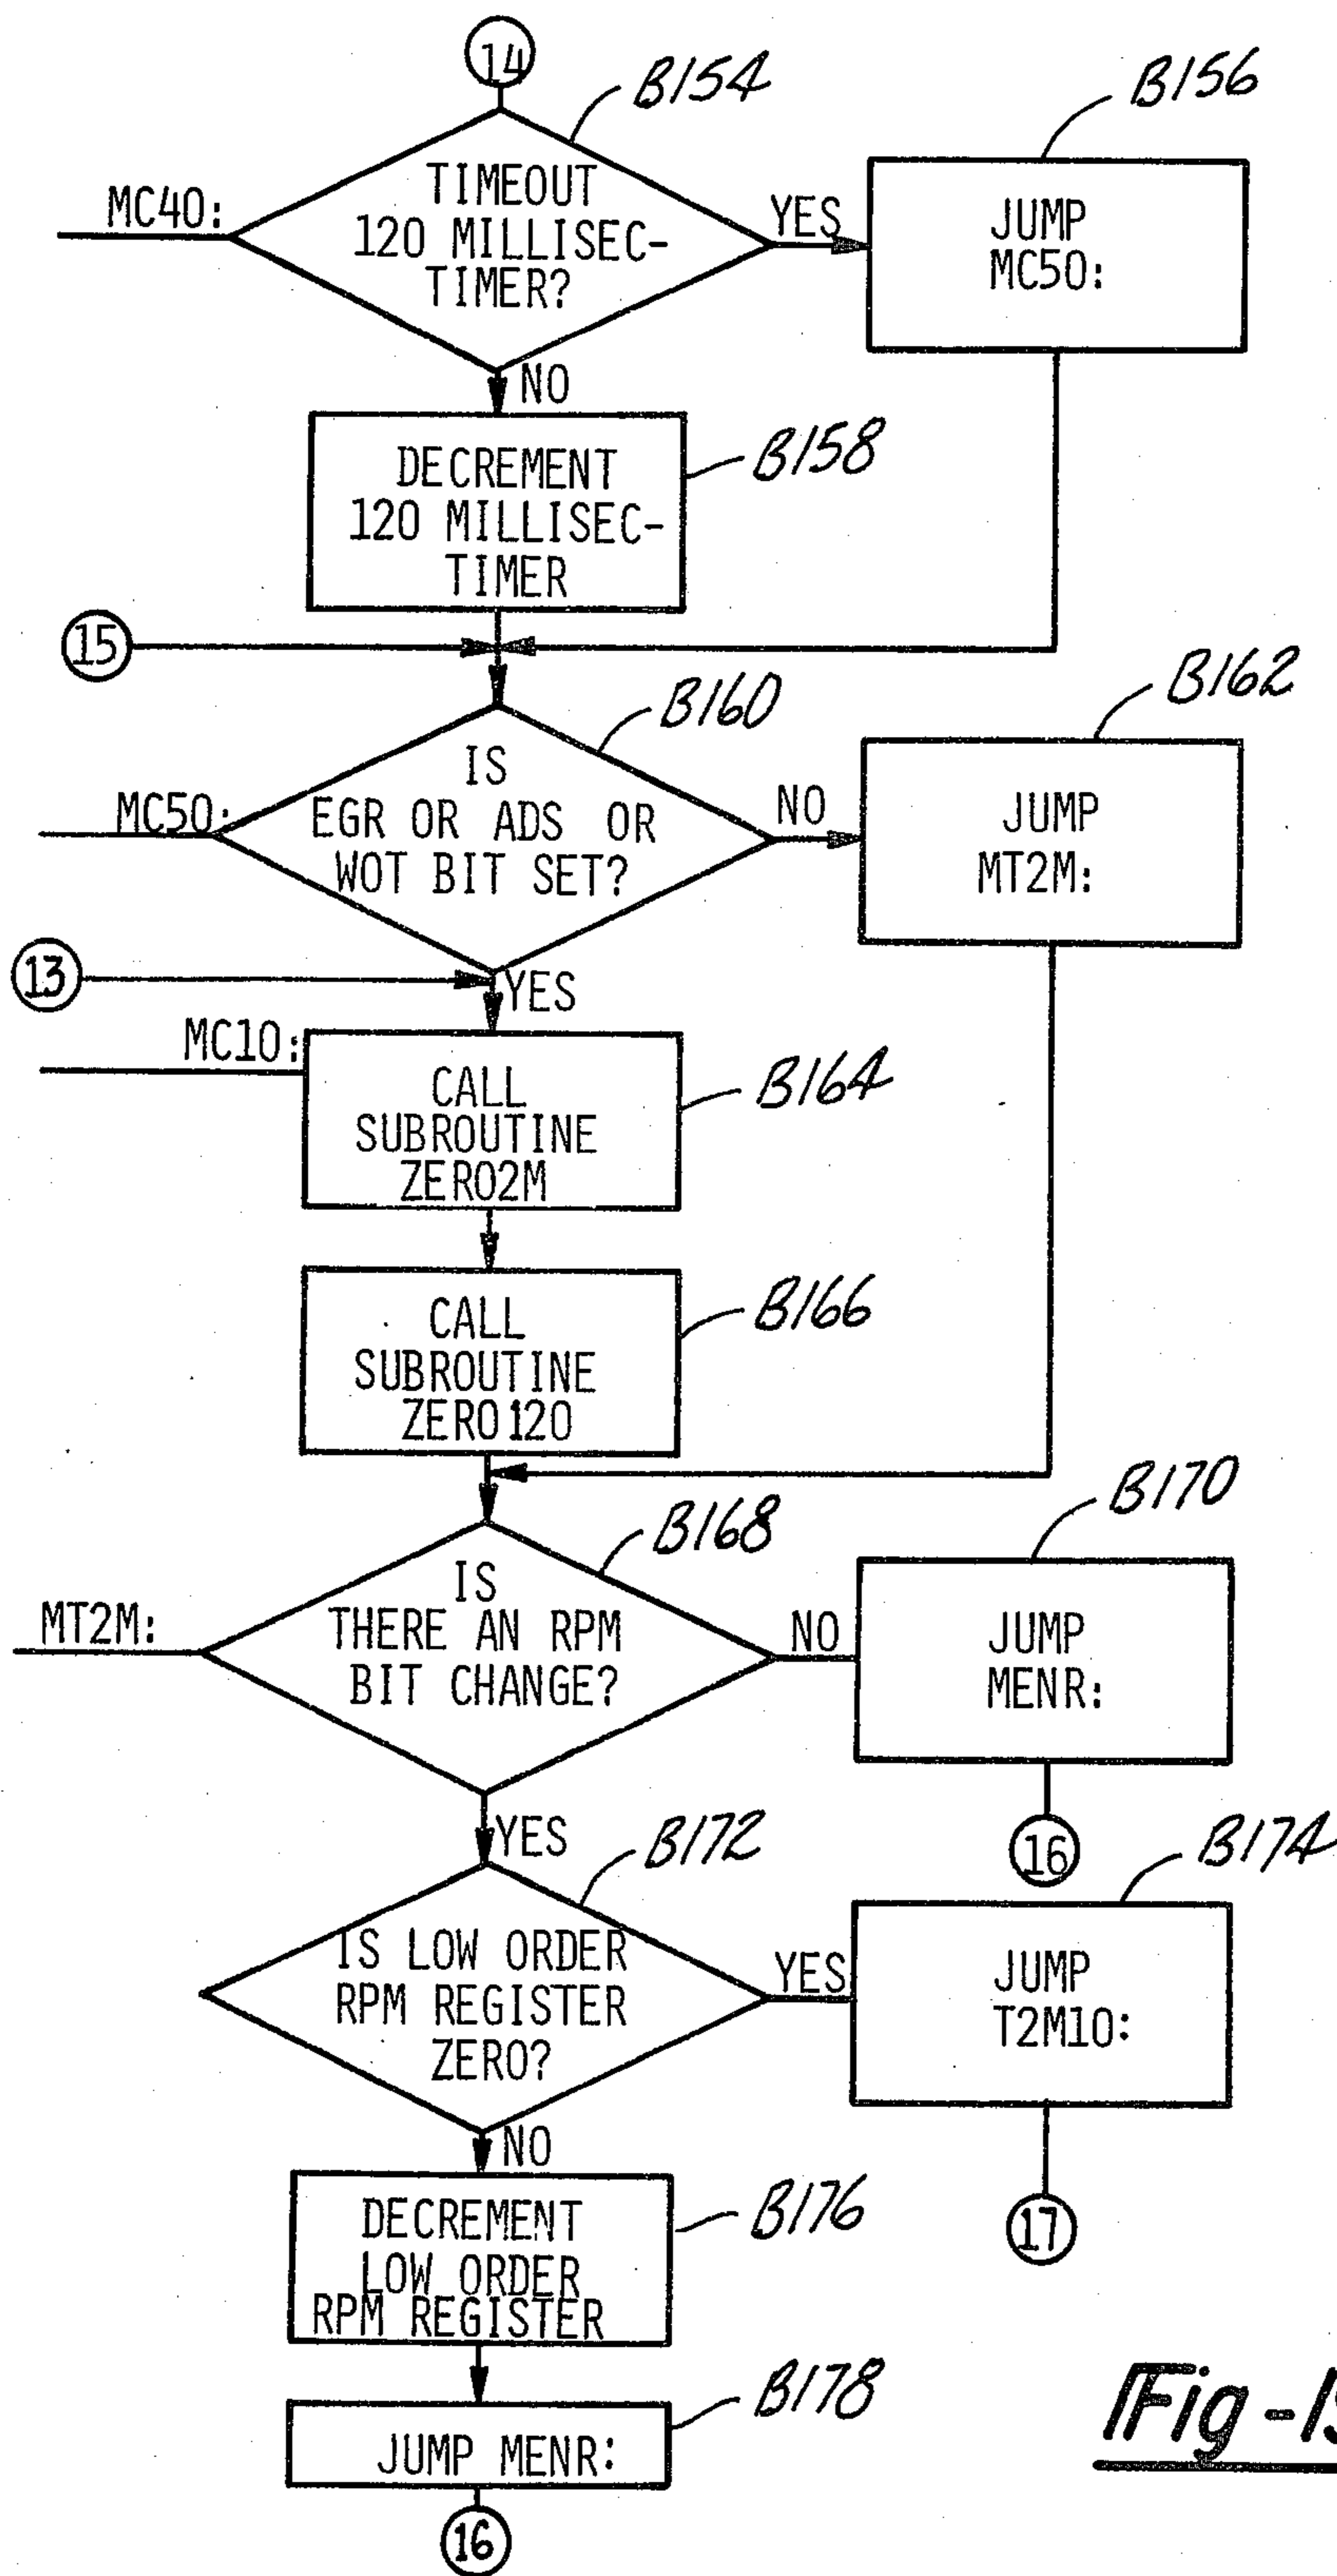 14
B154
B156
MC40:
TIMEOUT
120 MILLISEC-
TIMER?
YES
JUMP
MC50:
NO
DECREMENT
120 MILLISEC-
TIMER
B158
15
B160
B162
MC50:
IS
EGR OR ADS OR
WOT BIT SET?
NO
JUMP
MT2M:
13
YES
MC10:
CALL
SUBROUTINE
ZERO2M
B164
CALL
SUBROUTINE
ZERO120
B166
B168
B170
MT2M:
IS
THERE AN RPM
BIT CHANGE?
NO
JUMP
MENR:
16
YES
B172
B174
IS LOW ORDER
RPM REGISTER
ZERO?
YES
JUMP
T2M10:
17
NO
DECREMENT
LOW ORDER
RPM REGISTER
B176
JUMP MENR:
B178
16
Fig-